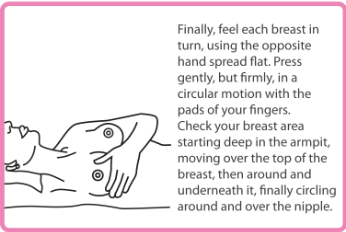 Finally, feel each breast in
turn, using the opposite
hand spread flat. Press
gently, but firmly, in a
circular motion with the
pads of your fingers.
Check your breast area
starting deep in the armpit,
moving over the top of the
breast, then around and
underneath it, finally circling
around and over the nipple.